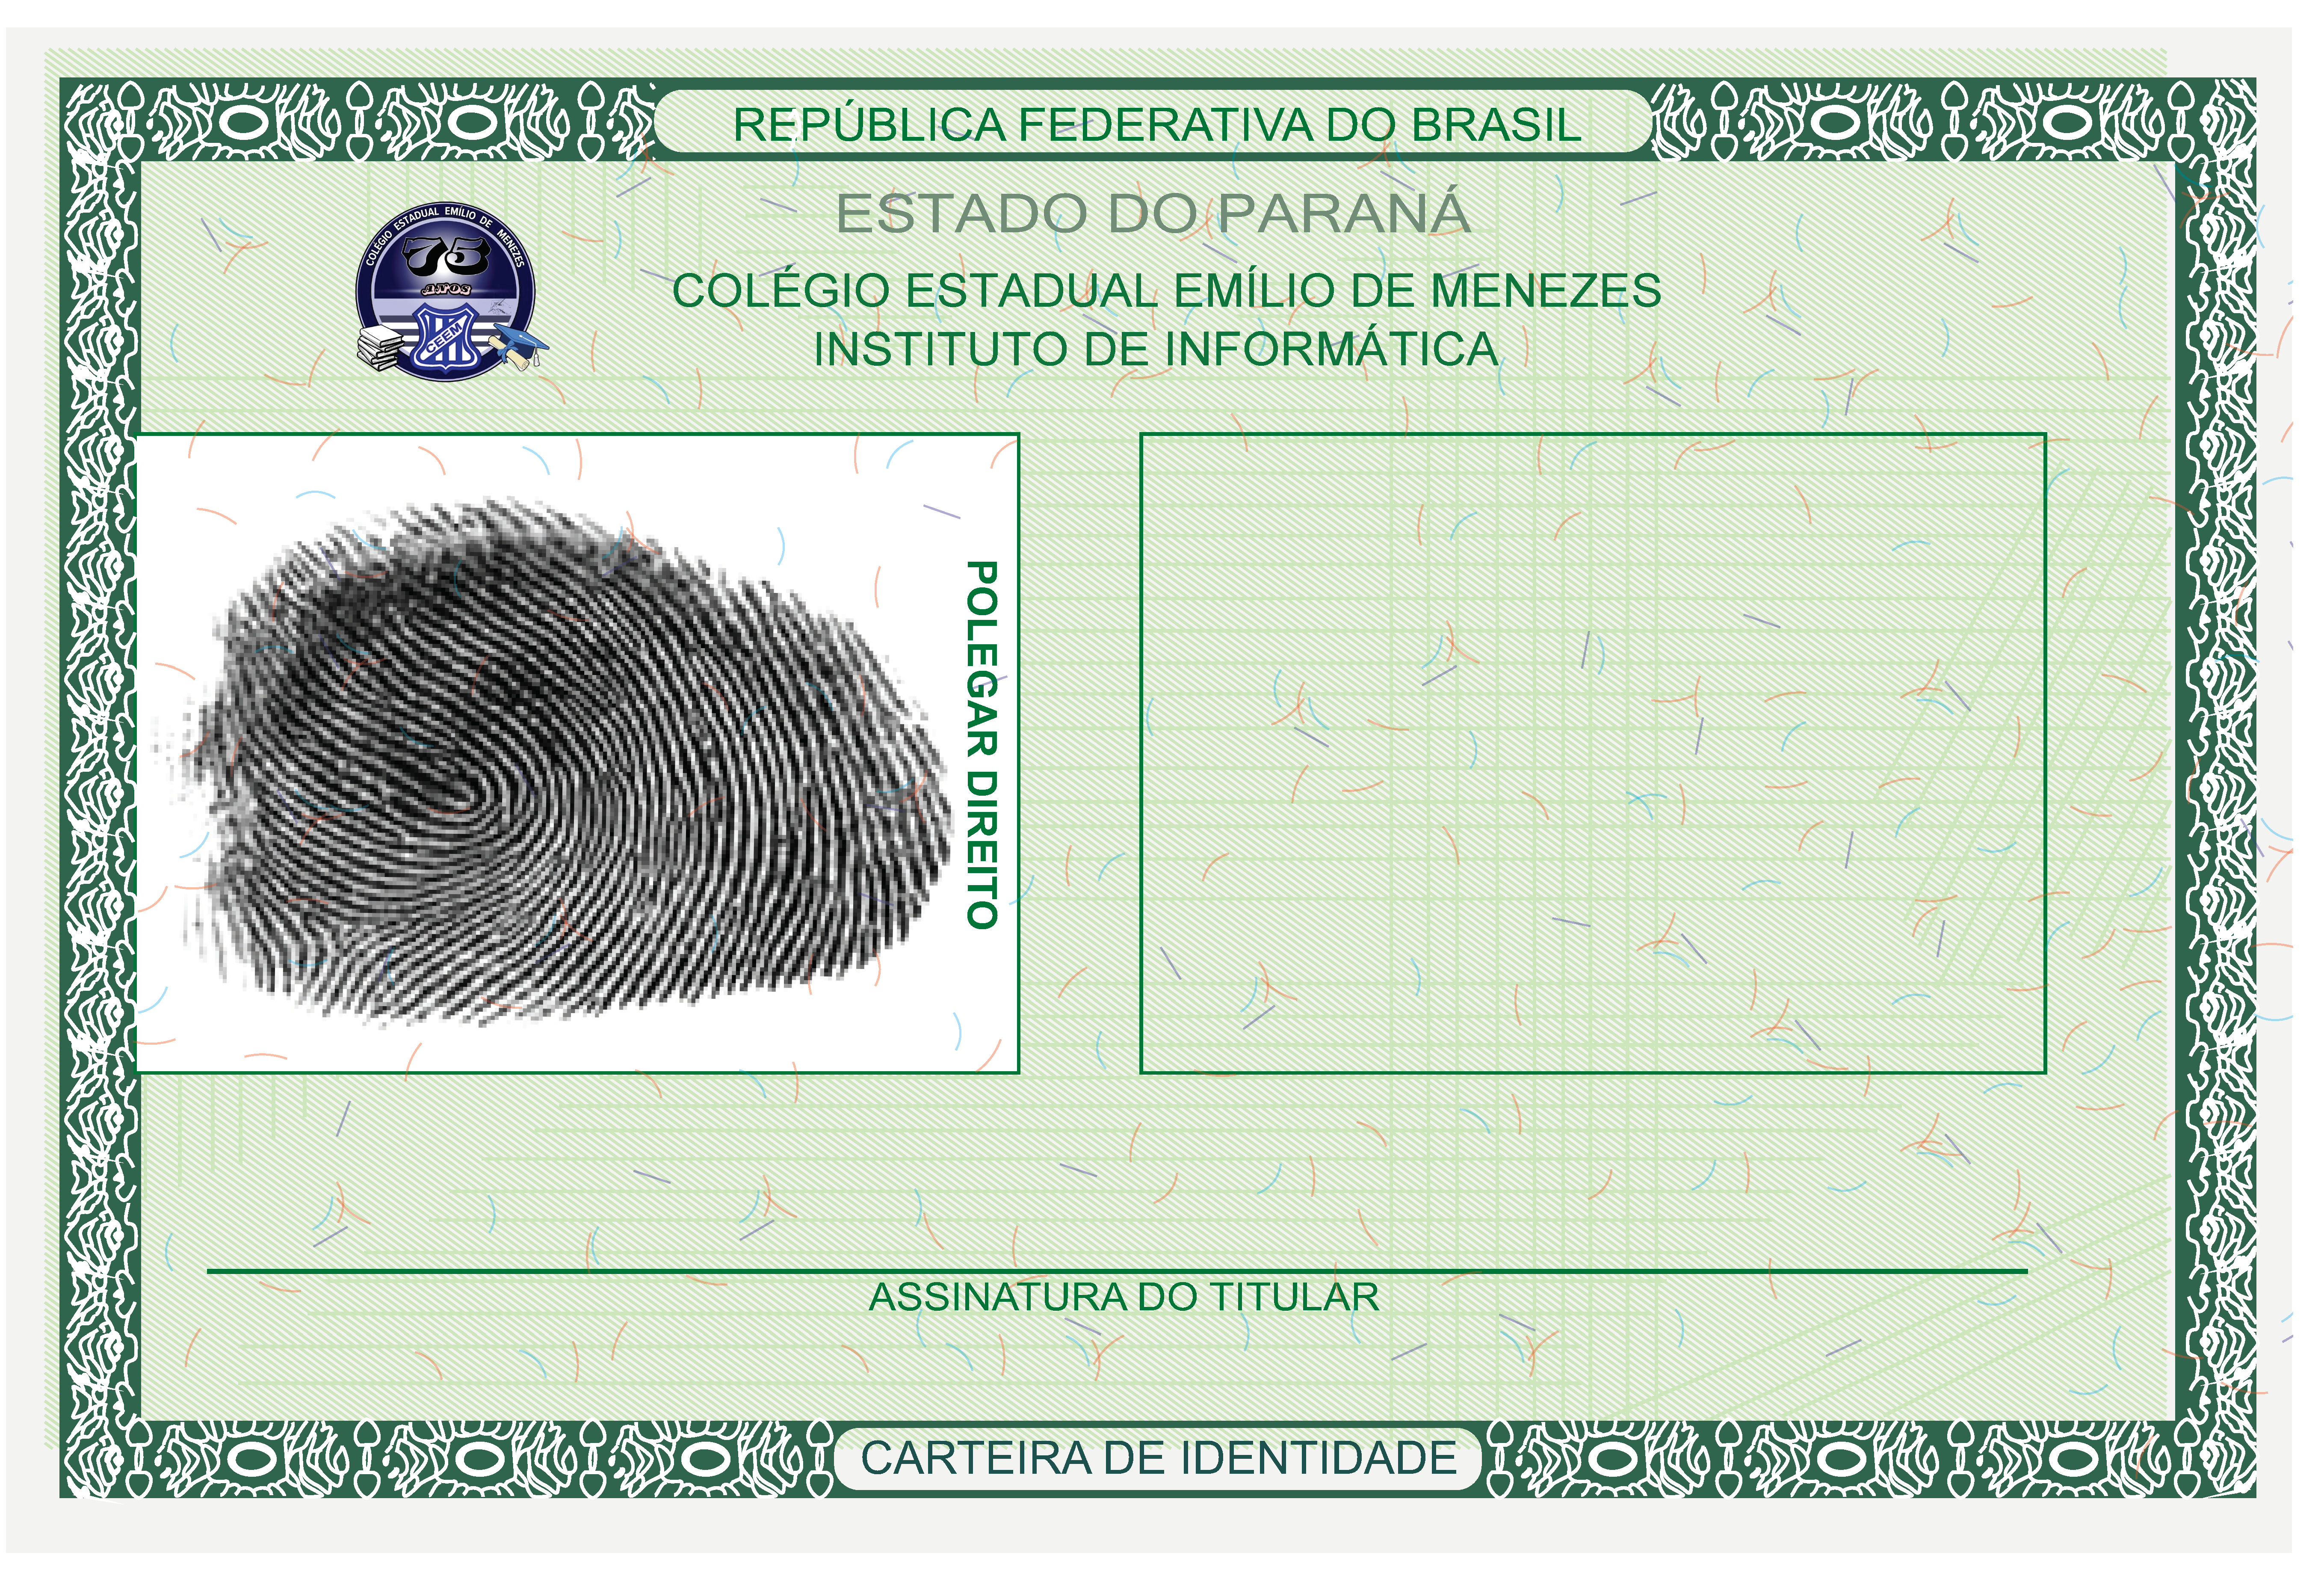 REPÚBLICA FEDERATIVA DO BRASIL
ESTADO DO PARANÁ
COLÉGIO ESTADUAL EMÍLIO DE MENEZES
75
ANOS
CEEM
COLÉGIO ESTADUAL EMÍLIO DE MENEZES
INSTITUTO DE INFORMÁTICA
POLEGAR DIREITO
ASSINATURA DO TITULAR
CARTEIRA DE IDENTIDADE